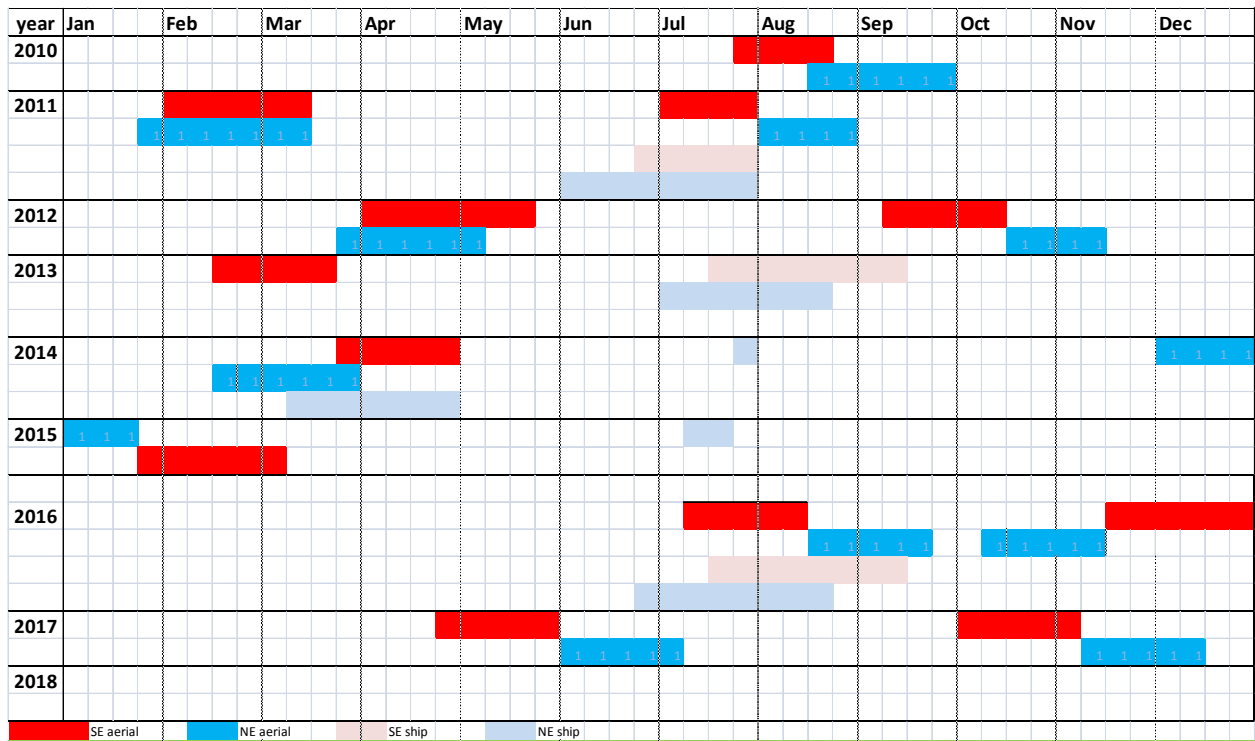 year Jan Feb Mar Apr May Jun Jul Aug Sep Oct Nov Dec
2010
1 1 1 1 1 1
2011
1 1 1 1 1 1 1 1 1 1 1
2012
1 1 1 1 1 1 1 1 1 1
2013
2014 1 1 1 1
1 1 1 1 1 1
2015 1 1 1
2016
1 1 1 1 1 1 1 1 1 1
2017
1 1 1 1 1 1 1 1 1 1
2018
SE aerial NE aerial SE ship NE ship